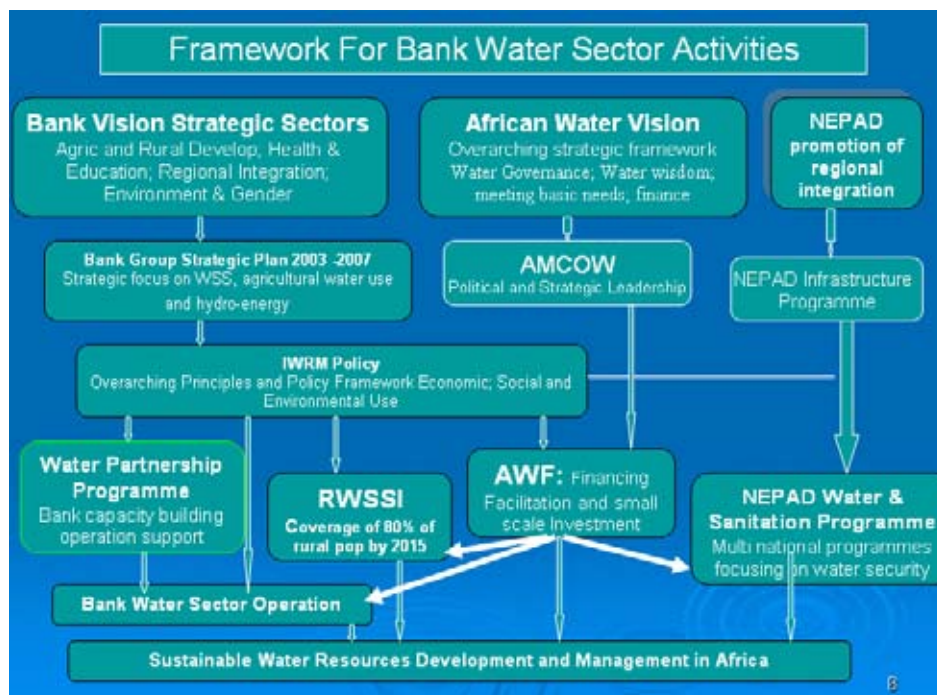 Framework For Bank Water Sector Activities
Bank Vision Strategic Sectors
Agric and Rural Develop, Health &
Education; Regional Integration;
Environment & Gender
African Water Vision
Overarching strategic framework
Water Governance; Water wisdom;
meeting basic needs, finance
NEPAD
promotion of
regional
integration
Bank Group Strategic Plan 2003 -2007
Strategic focus on WSS, agricultural water use
and hydro-energy
AMCOW
Political and Strategic Leadership
NEPAD Infrastructure
Programme
IWRM Policy
Overarching Principles and Policy Framework Economic; Social and
Environmental Use
Water Partnership
Programme
Bank capacity building
operation support
RWSSI
Coverage of 80% of
rural pop by 2015
AWF: Financing
Facilitation and small
scale Investment
NEPAD Water &
Sanitation Programme
Multi national programmes
focusing on water security
Bank Water Sector Operation
Sustainable Water Resources Development and Management in Africa